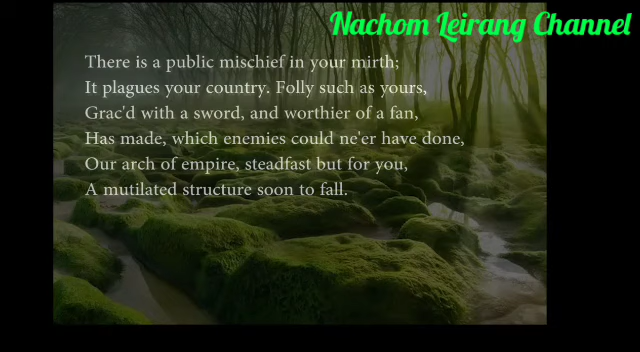 Nachom Leirang Channel
There is a public mischief in your mirth;
It plagues your country. Folly such as yours,
Grac'd with a sword, and worthier of a fan,
Has made, which enemies could ne'er have done,
Our arch of empire, steadfast but for you,
A mutilated structure soon to fall.